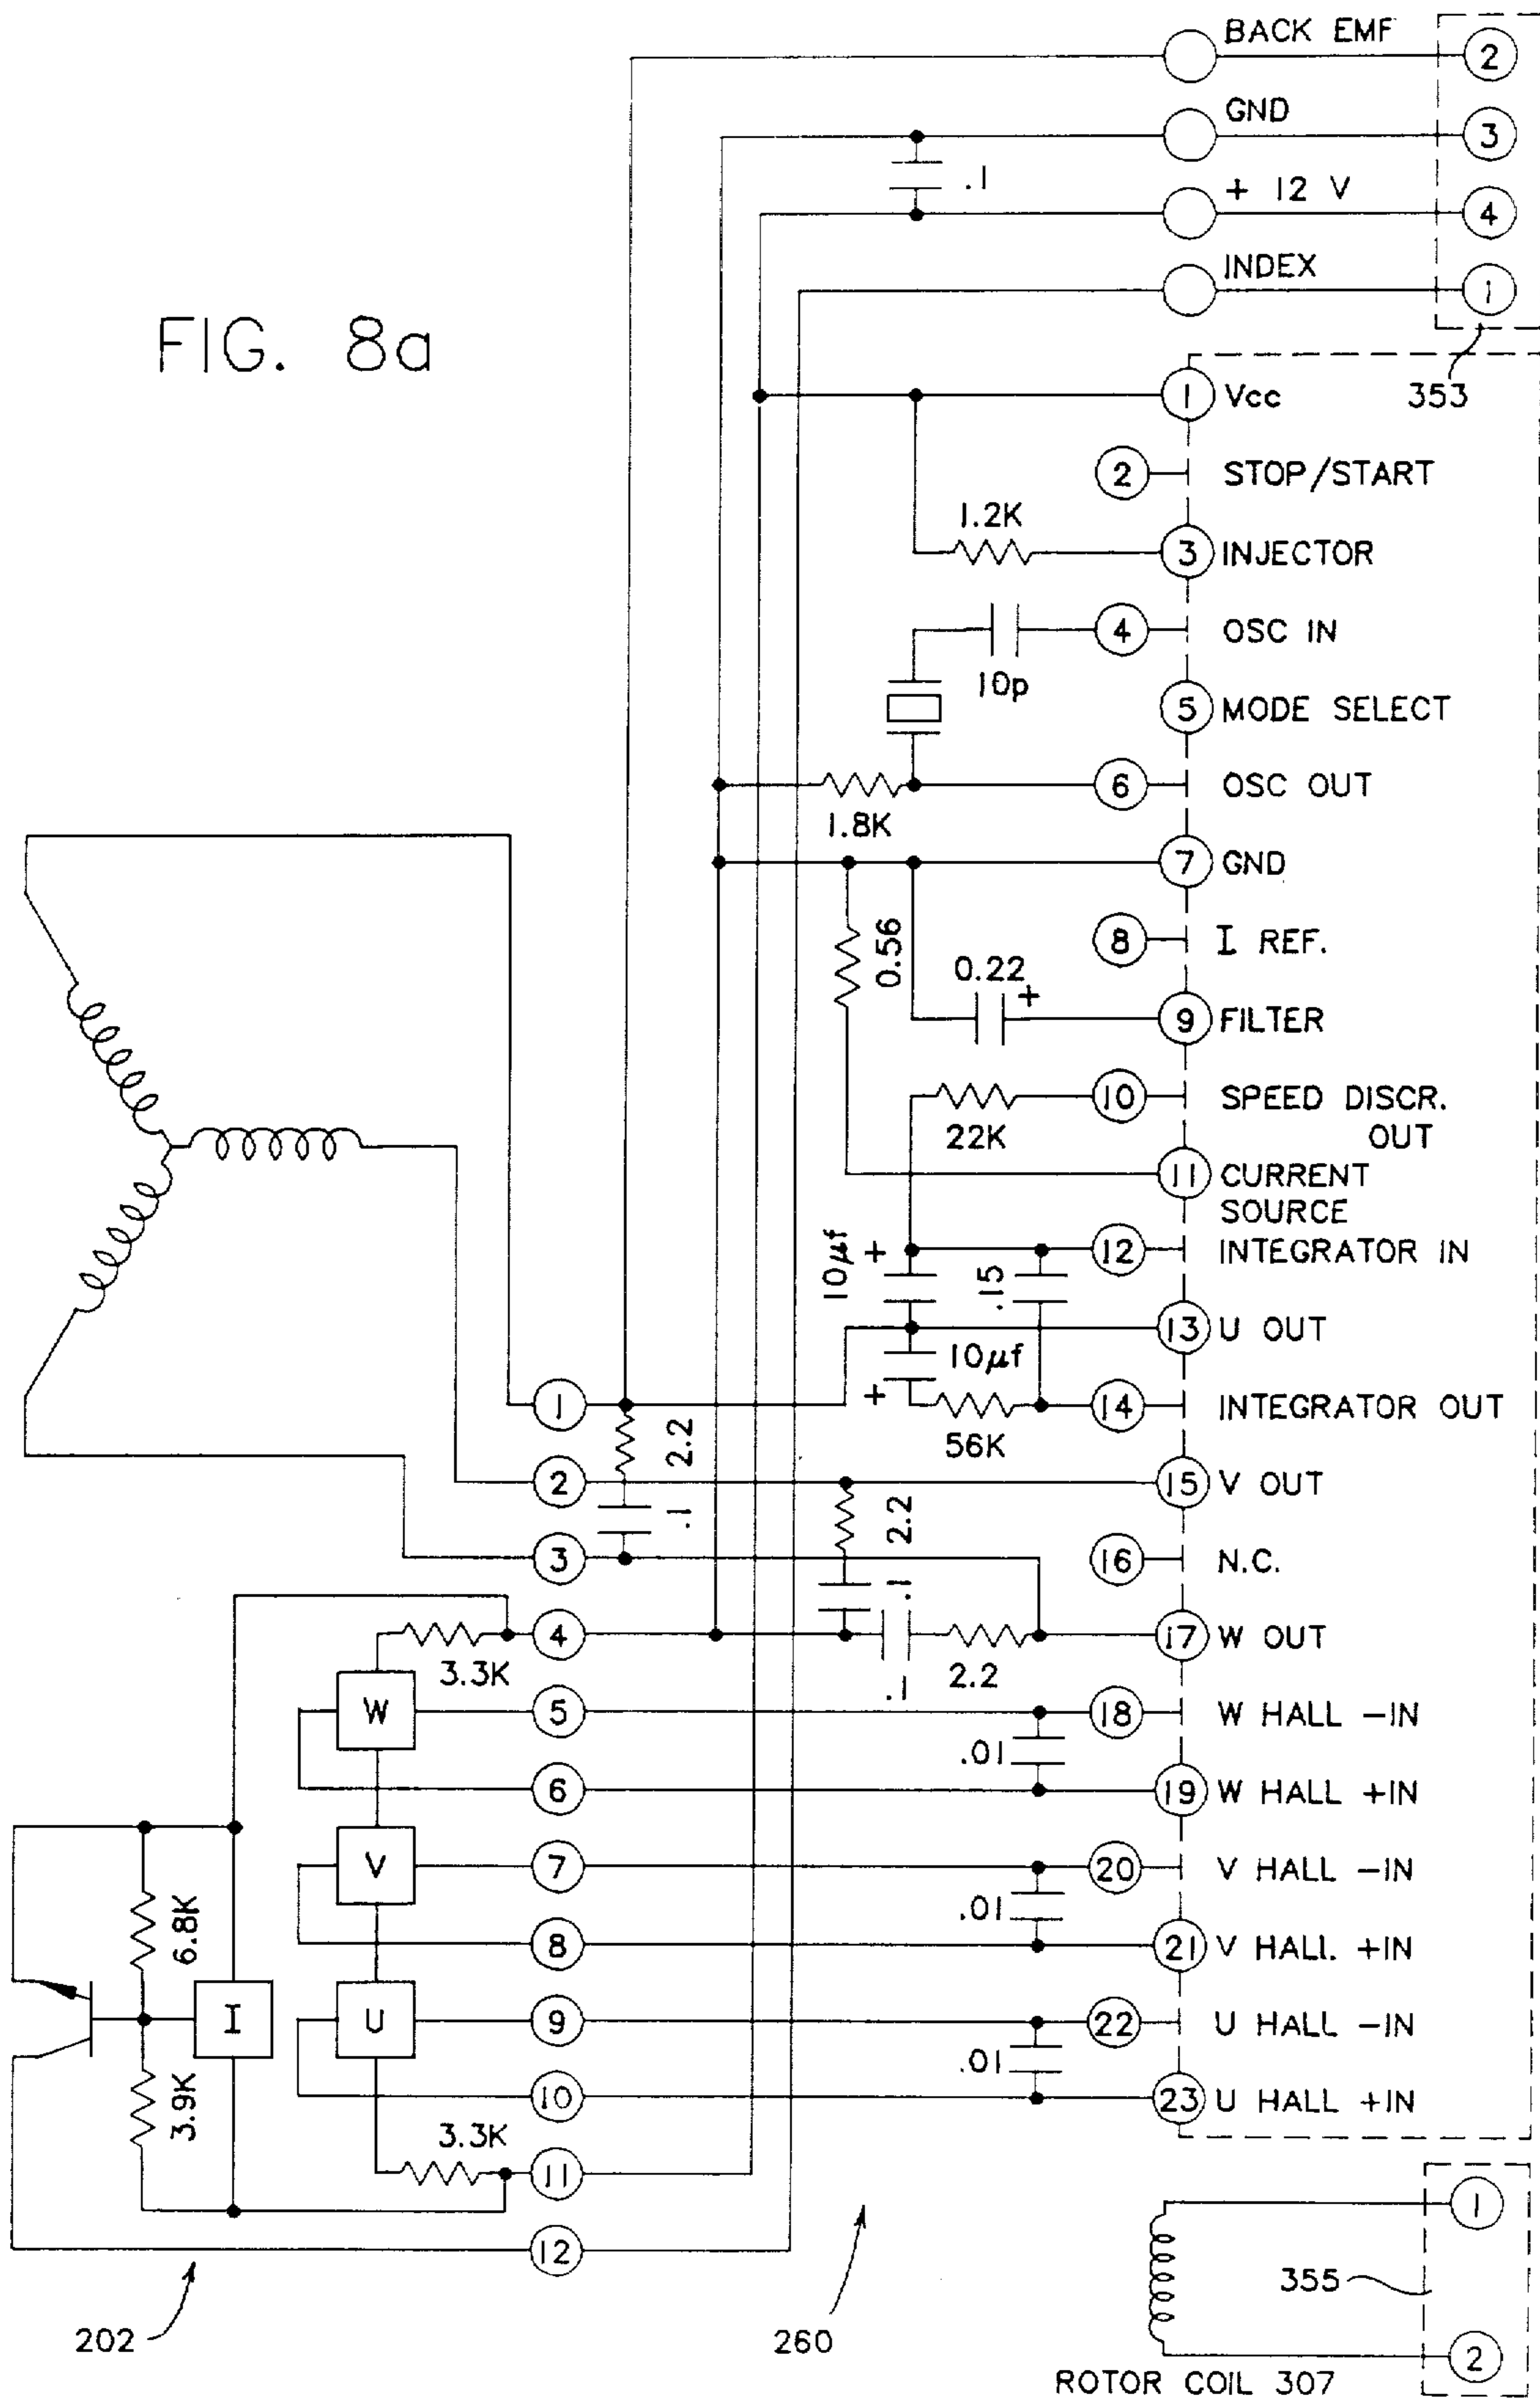 BACK EMF
2
GND
3
.1
+ 12 V
4
INDEX
1
FIG. 8a
353
1 Vcc
2 STOP/START
1.2K
3 INJECTOR
4 OSC IN
10p
5 MODE SELECT
6 OSC OUT
1.8K
7 GND
0.56
8 I REF.
0.22
+
9 FILTER
10 SPEED DISCR.
OUT
22K
11 CURRENT
SOURCE
10µf
+
.15
12 INTEGRATOR IN
13 U OUT
10µf
+
1
14 INTEGRATOR OUT
56K
2.2
2
15 V OUT
.1
2.2
3
16 N.C.
.1
4
17 W OUT
3.3K
.1
2.2
W
5
18 W HALL -IN
.01
6
19 W HALL +IN
V
7
20 V HALL -IN
6.8K
.01
8
21 V HALL +IN
I
U
9
22 U HALL -IN
3.9K
.01
10
23 U HALL +IN
3.3K
11
12
1
355
202
260
2
ROTOR COIL 307